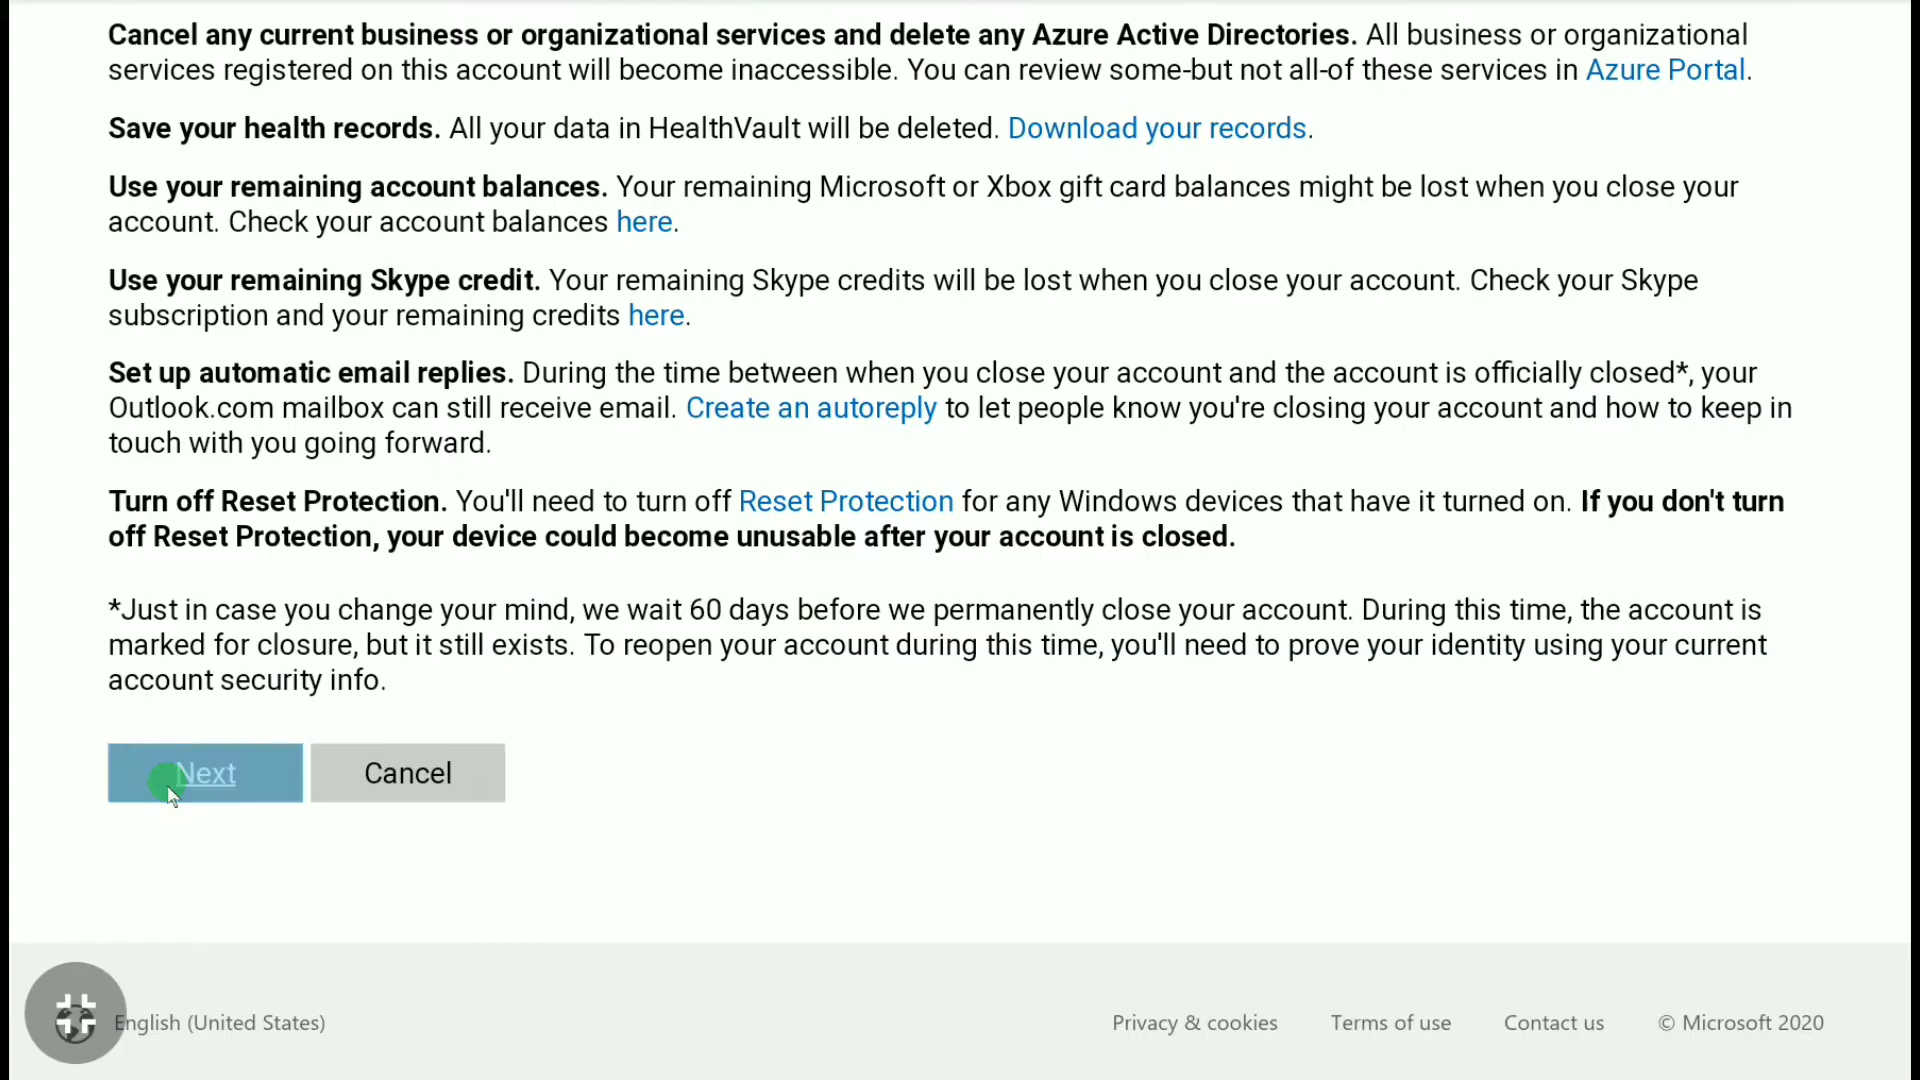 Cancel any current business or organizational services and delete any Azure Active Directories. All business or organizational
services registered on this account will become inaccessible. You can review some-but not all-of these services in Azure Portal.
Save your health records. All your data in HealthVault will be deleted. Download your records.
Use your remaining account balances. Your remaining Microsoft or Xbox gift card balances might be lost when you close your
account. Check your account balances here.
Use your remaining Skype credit. Your remaining Skype credits will be lost when you close your account. Check your Skype
subscription and your remaining credits here.
Set up automatic email replies. During the time between when you close your account and the account is officially closed*, your
Outlook.com mailbox can still receive email. Create an autoreply to let people know you're closing your account and how to keep in
touch with you going forward.
Turn off Reset Protection. You'll need to turn off Reset Protection for any Windows devices that have it turned on. If you don't turn
off Reset Protection, your device could become unusable after your account is closed.
*Just in case you change your mind, we wait 60 days before we permanently close your account. During this time, the account is
marked for closure, but it still exists. To reopen your account during this time, you'll need to prove your identity using your current
account security info.
Next Cancel
English (United States) Privacy & cookies Terms of use Contact us © Microsoft 2020